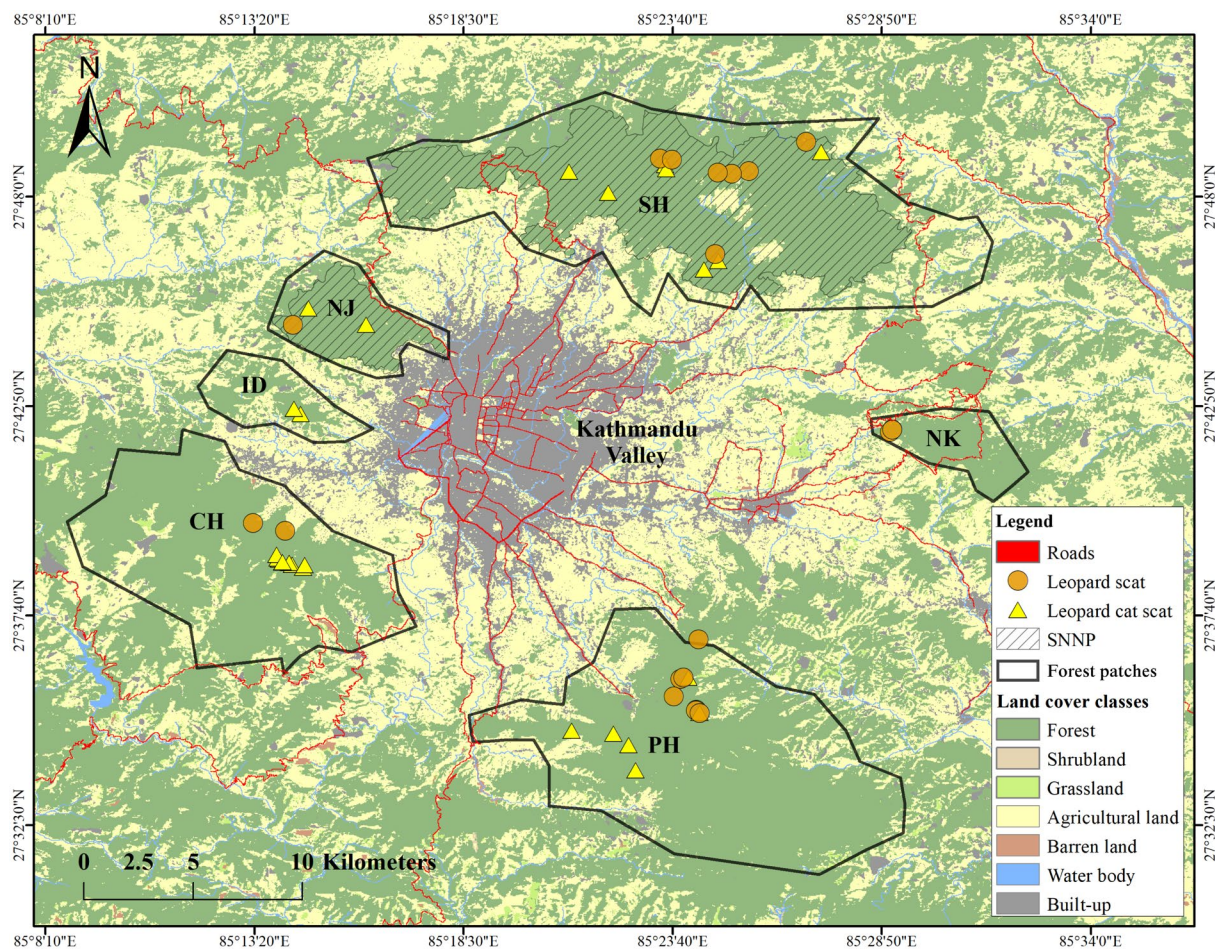 85°8'10"E 85°13'20"E 85°18'30"E 85°23'40"E 85°28'50"E 85°34'0"E
N
27°48'0"N
27°48'0"N
SH
NJ
ID
27°42'50"N
27°42'50"N
Kathmandu
Valley
NK
CH
27°37'40"N
27°37'40"N
PH
27°32'30"N
27°32'30"N
Legend
Roads
Leopard scat
Leopard cat scat
SNNP
Forest patches
Land cover classes
Forest
Shrubland
Grassland
Agricultural land
Barren land
Water body
Built-up
0 2.5 5 10 Kilometers
85°8'10"E 85°13'20"E 85°18'30"E 85°23'40"E 85°28'50"E 85°34'0"E